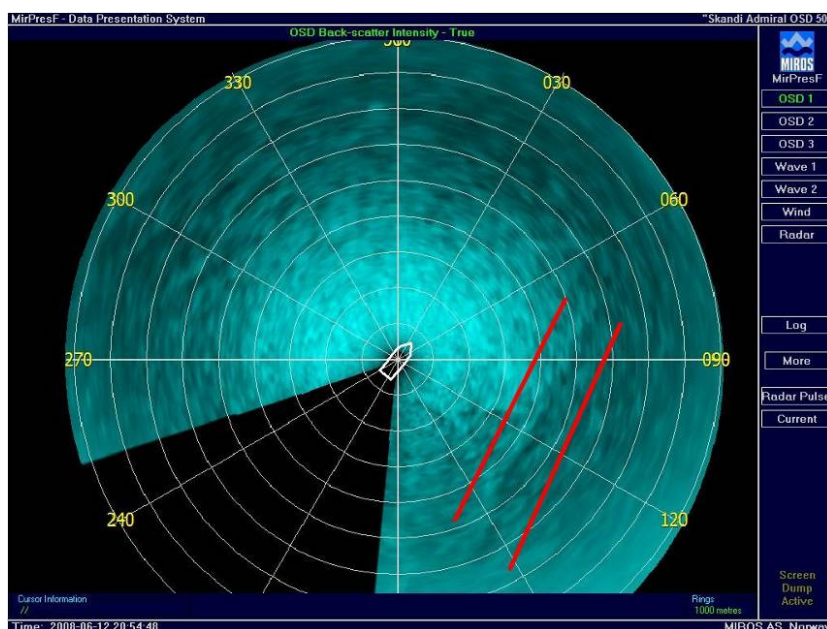 MirPresF - Data Presentation System
"Skandi Admiral OSD 50
OSD Back-scatter Intensity - True
330
030
300
060
270
090
240
120
MIROS
MirPresF
OSD 1
OSD 2
OSD 3
Wave 1
Wave 2
Wind
Radar
Log
More
Radar Pulse
Current
Screen
Dump
Active
Cursor Information
//
Rings
1000 metres
Time: 2008-06-12 20:54:48
MIROS AS, Norway